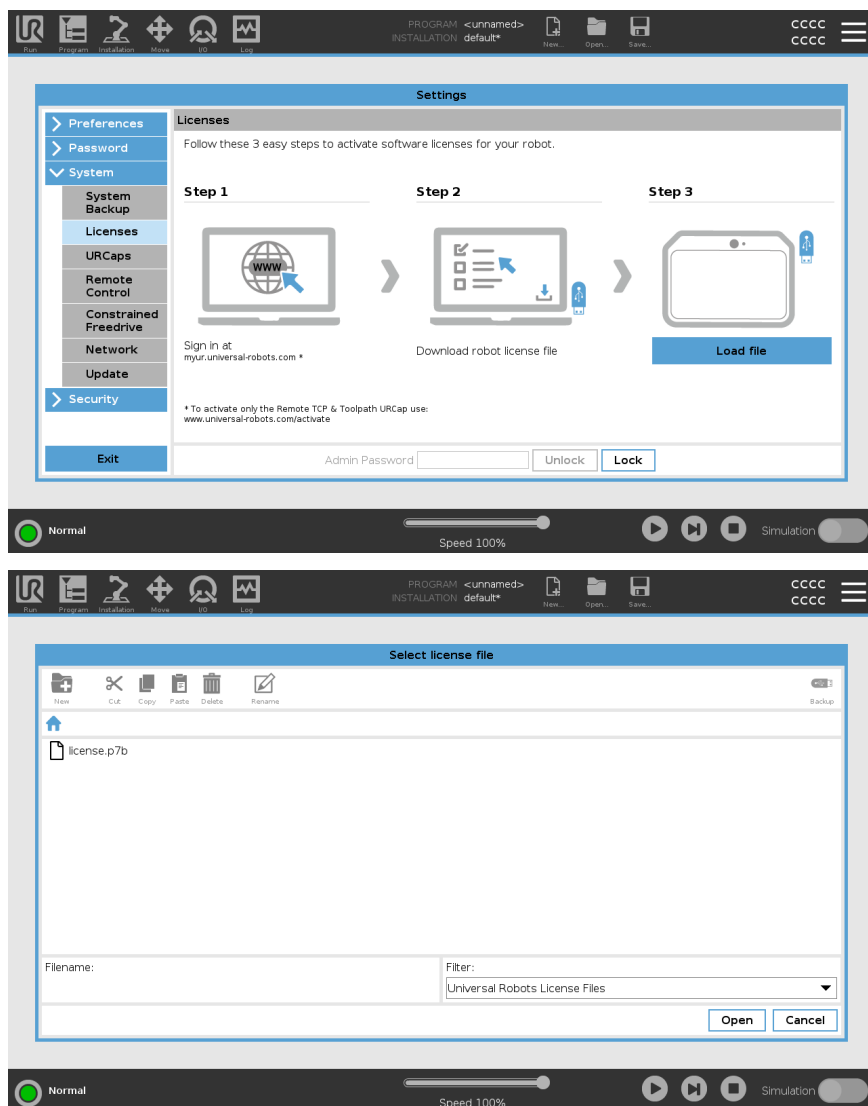 PROGRAM <unnamed>
INSTALLATION default*
CCCC
CCCC
Run Program Installation Move I/O Log New... Open... Save...
Settings
Preferences
Password
System
System
Backup
Licenses
URCaps
Remote
Control
Constrained
Freedrive
Network
Update
Security
Exit
Licenses
Follow these 3 easy steps to activate software licenses for your robot.
Step 1 Step 2 Step 3
WWW
Sign in at
myur.universal-robots.com *
Download robot license file
Load file
* To activate only the Remote TCP & Toolpath URCap use:
www.universal-robots.com/activate
Admin Password Unlock Lock
Normal
Speed 100%
Simulation
PROGRAM <unnamed>
INSTALLATION default*
CCCC
CCCC
Run Program Installation Move I/O Log New... Open... Save...
Select license file
New Cut Copy Paste Delete Rename Backup
license.p7b
Filename:
Filter:
Universal Robots License Files
Open Cancel
Normal
Speed 100%
Simulation